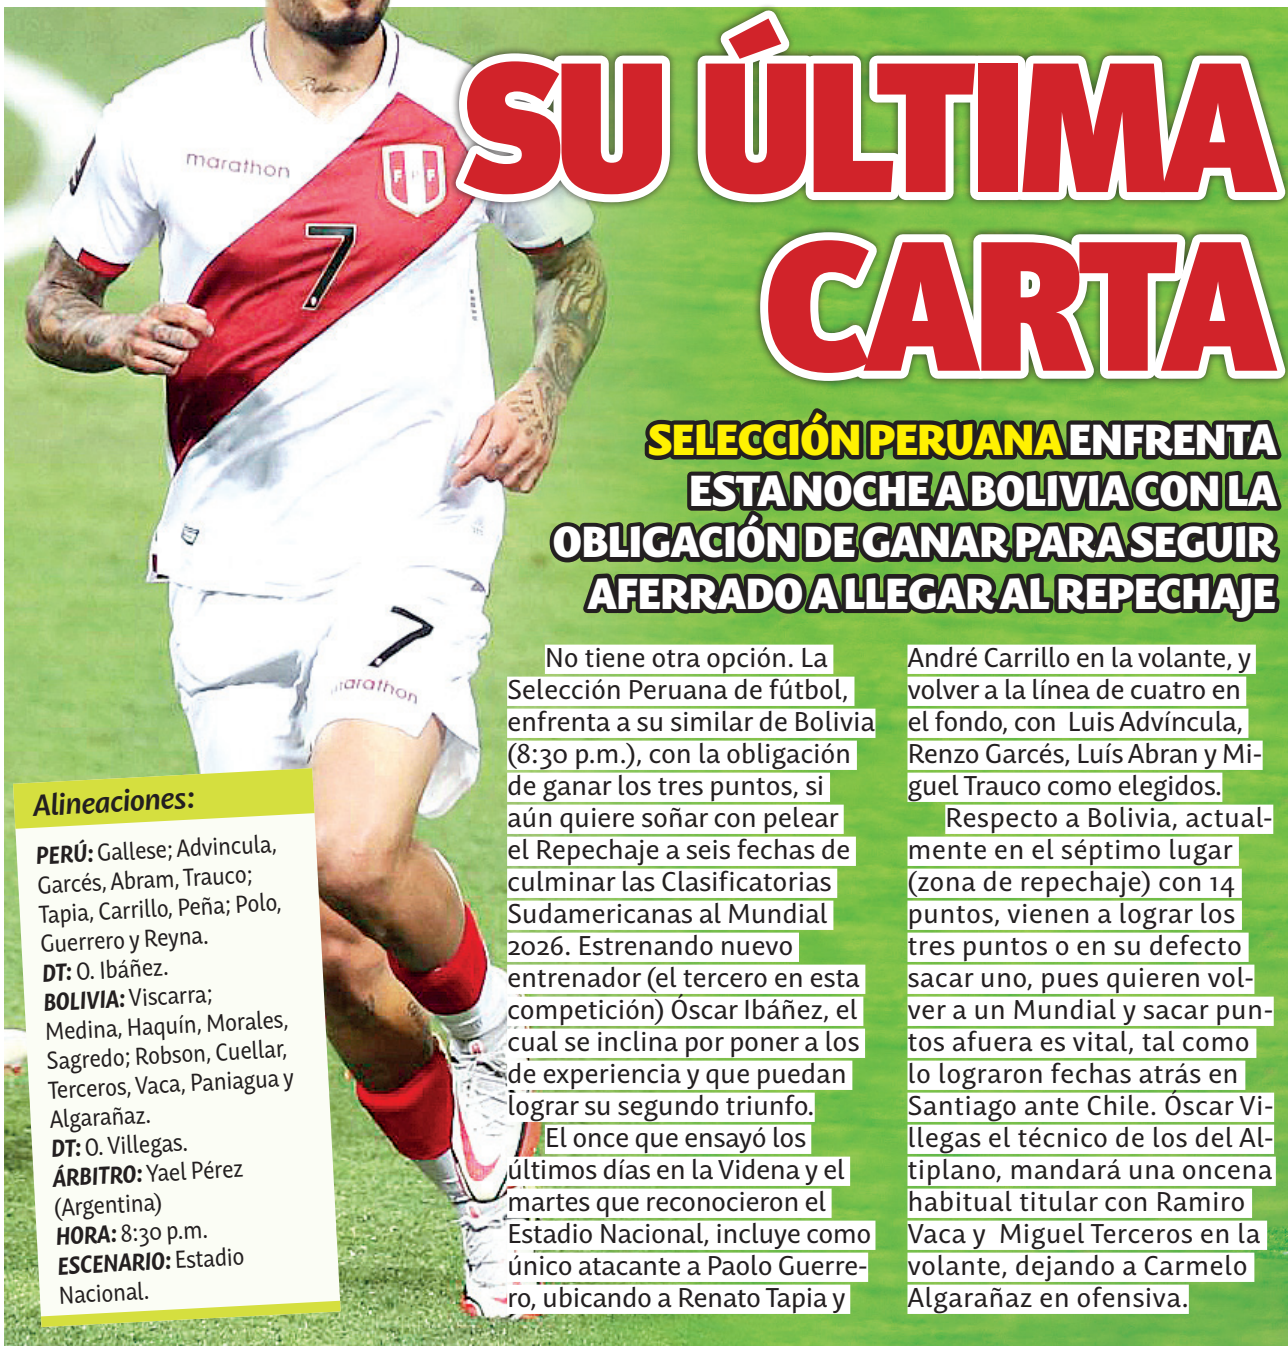 SU ÚLTIMA
CARTA
SELECCIÓN PERUANA ENFRENTA
ESTA NOCHE A BOLIVIA CON LA
OBLIGACIÓN DE GANAR PARA SEGUIR
AFERRADO A LLEGAR AL REPECHAJE
marathon
FPF
7
7
marathon
No tiene otra opción. La
Selección Peruana de fútbol,
enfrenta a su similar de Bolivia
(8:30 p.m.), con la obligación
de ganar los tres puntos, si
aún quiere soñar con pelear
el Repechaje a seis fechas de
culminar las Clasificatorias
Sudamericanas al Mundial
2026. Estrenando nuevo
entrenador (el tercero en esta
competición) Óscar Ibáñez, el
cual se inclina por poner a los
de experiencia y que puedan
lograr su segundo triunfo.
El once que ensayó los
últimos días en la Videna y el
martes que reconocieron el
Estadio Nacional, incluye como
único atacante a Paolo Guerre-
ro, ubicando a Renato Tapia y
André Carrillo en la volante, y
volver a la línea de cuatro en
el fondo, con Luis Advíncula,
Renzo Garcés, Luís Abran y Mi-
guel Trauco como elegidos.
Respecto a Bolivia, actual-
mente en el séptimo lugar
(zona de repechaje) con 14
puntos, vienen a lograr los
tres puntos o en su defecto
sacar uno, pues quieren vol-
ver a un Mundial y sacar pun-
tos afuera es vital, tal como
lo lograron fechas atrás en
Santiago ante Chile. Óscar Vi-
llegas el técnico de los del Al-
tiplano, mandará una oncena
habitual titular con Ramiro
Vaca y Miguel Terceros en la
volante, dejando a Carmelo
Algarañaz en ofensiva.
Alineaciones:
PERÚ: Gallese; Advincula,
Garcés, Abram, Trauco;
Tapia, Carrillo, Peña; Polo,
Guerrero y Reyna.
DT: O. Ibáñez.
BOLIVIA: Viscarra;
Medina, Haquín, Morales,
Sagredo; Robson, Cuellar,
Terceros, Vaca, Paniagua y
Algarañaz.
DT: O. Villegas.
ÁRBITRO: Yael Pérez
(Argentina)
HORA: 8:30 p.m.
ESCENARIO: Estadio
Nacional.